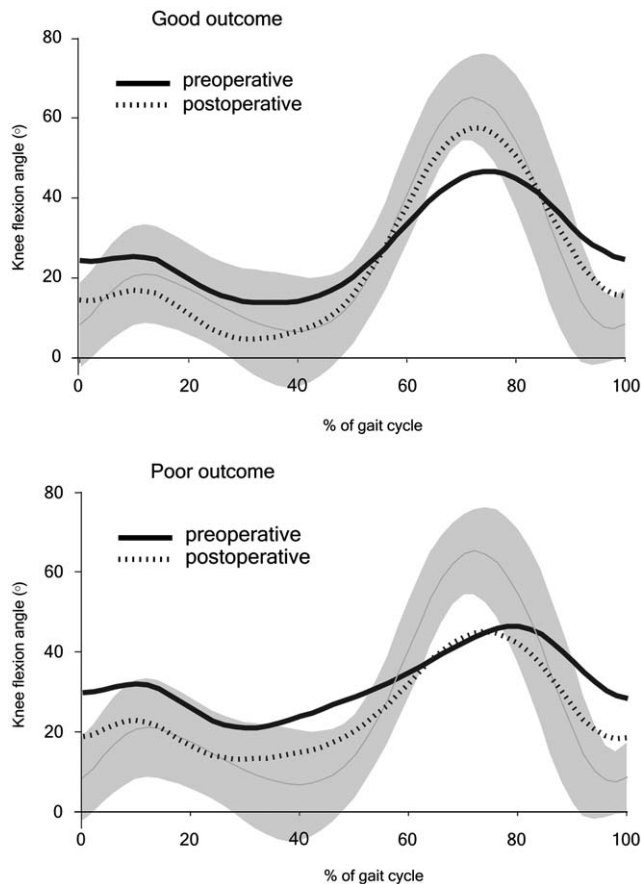 Good outcome
80
preoperative
postoperative
60
40
20
0
0 20 40 60 80 100
Knee flexion angle (°)
% of gait cycle
Poor outcome
80
preoperative
postoperative
60
40
20
0
0 20 40 60 80 100
Knee flexion angle (°)
% of gait cycle